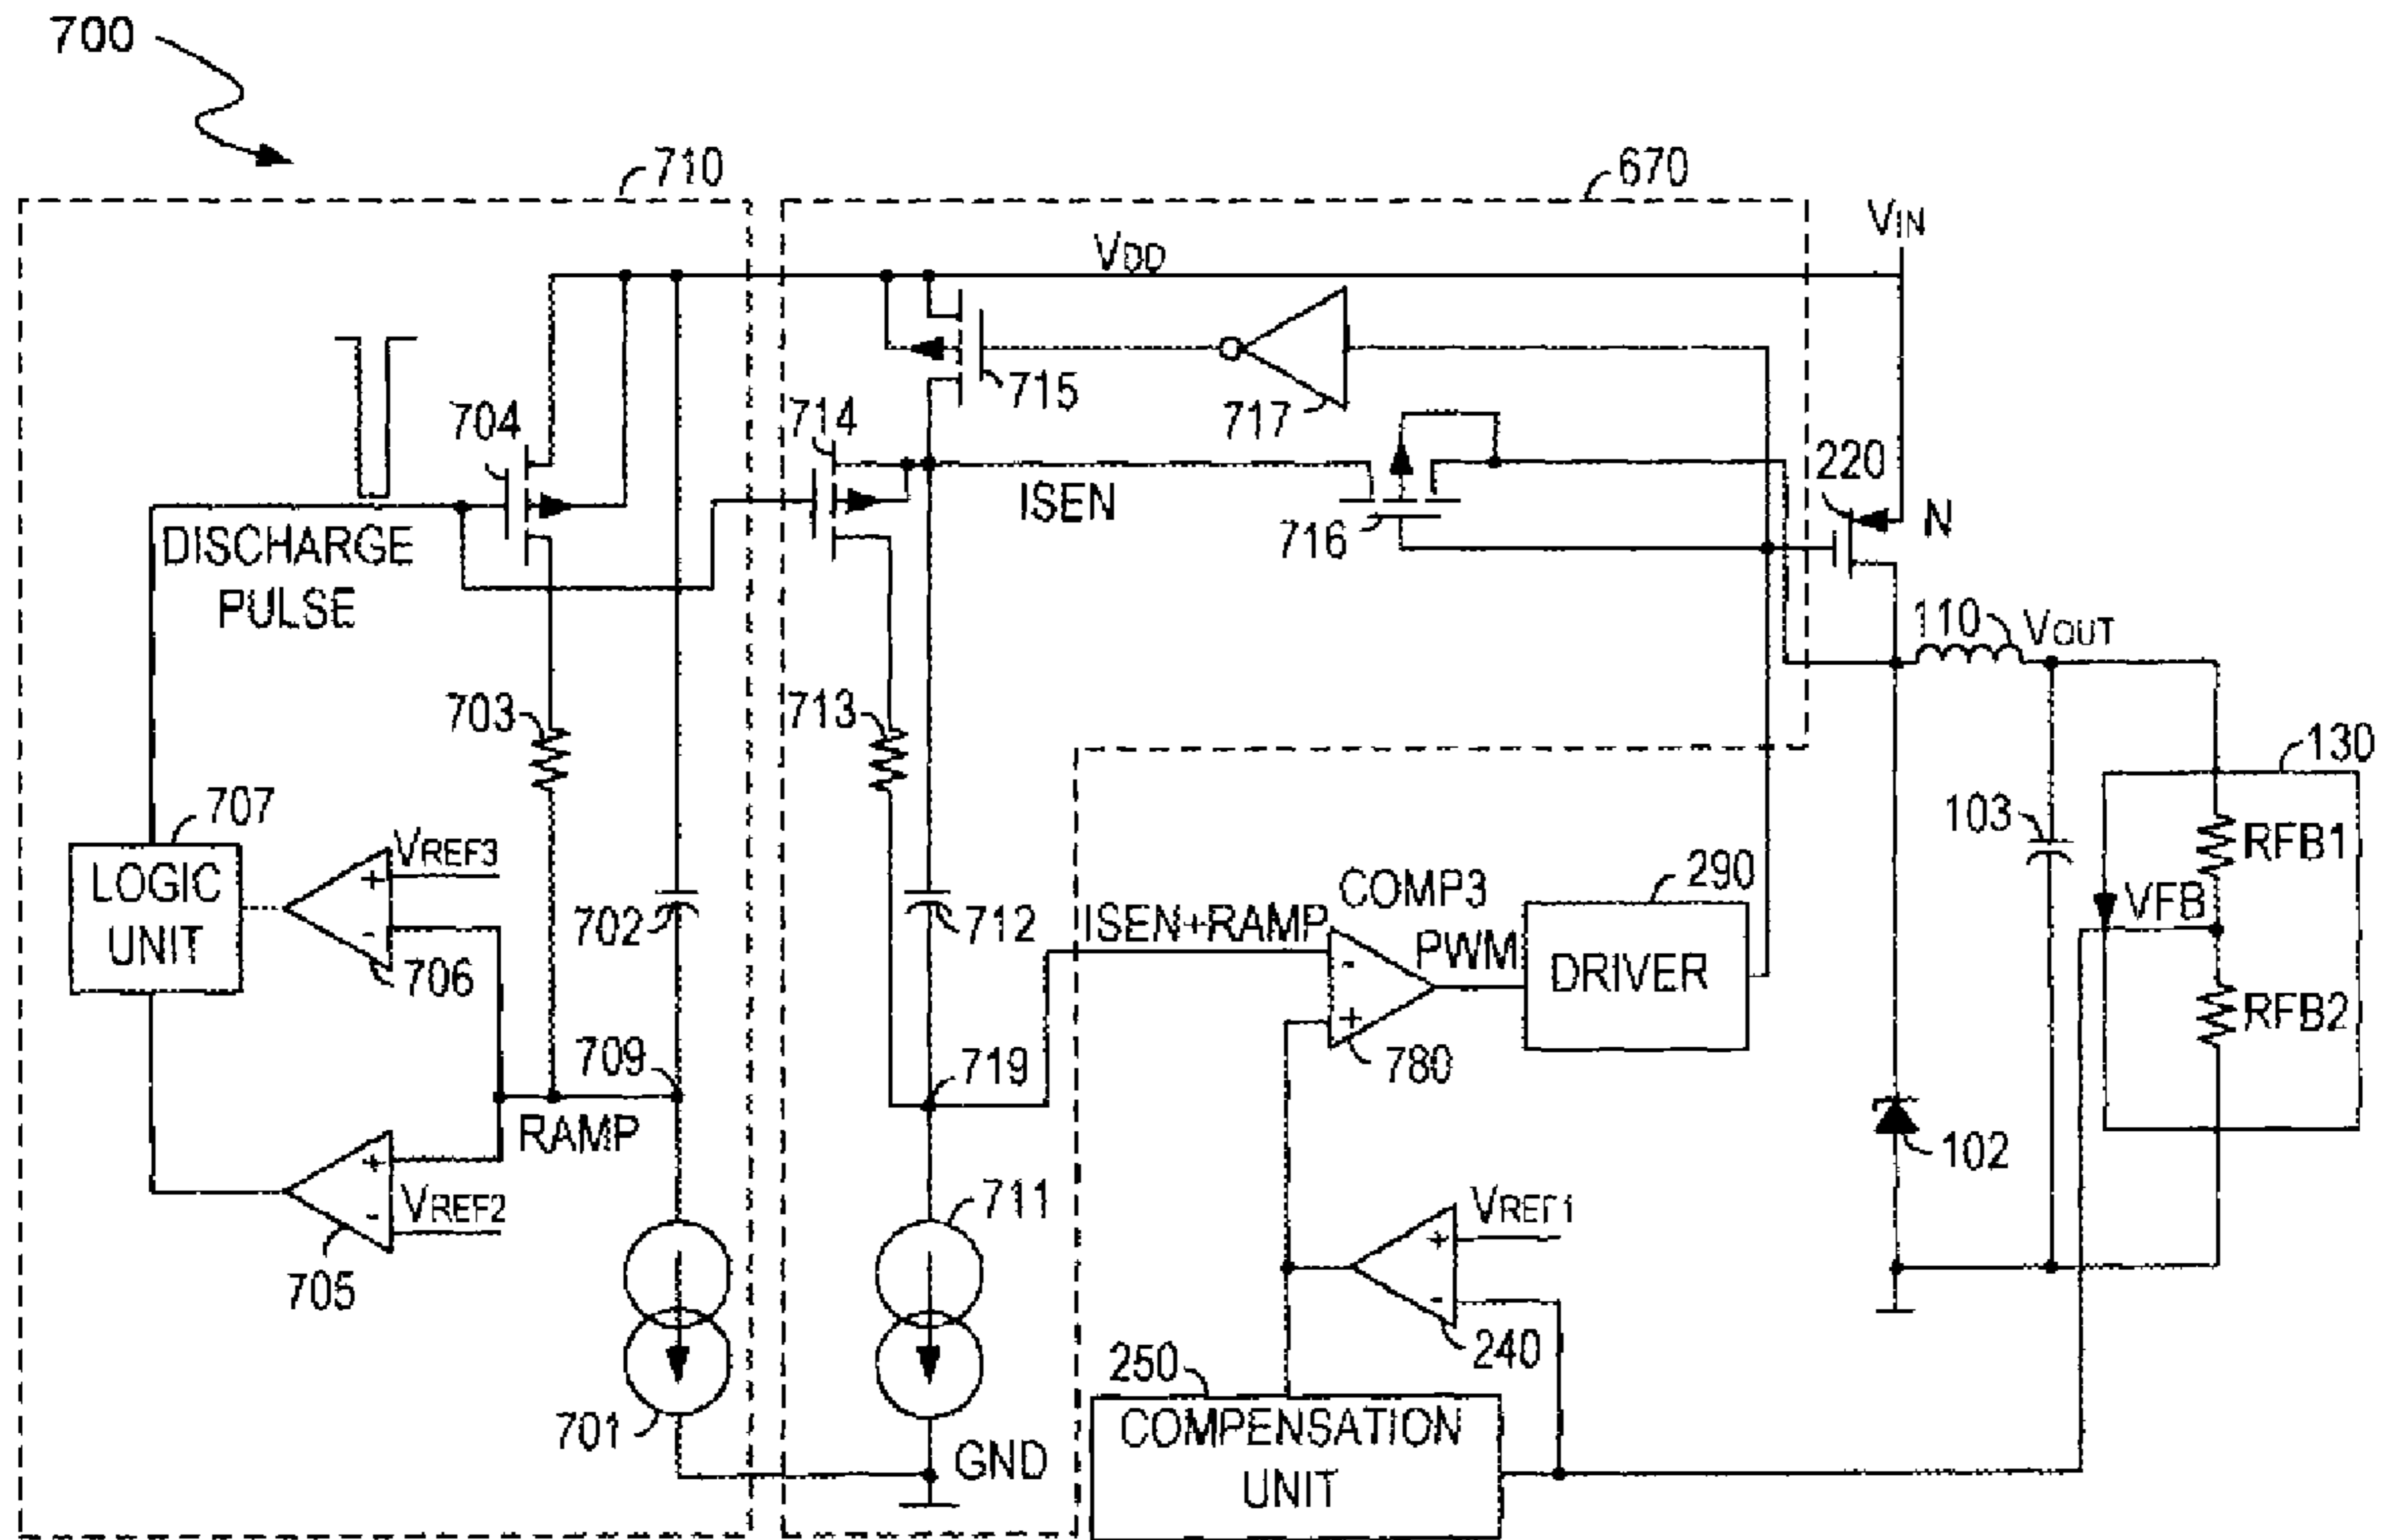 700
710
670
VIN
VDD
715
717
704
714
220
N
ISEN
716
DISCHARGE
PULSE
110
VOUT
703
713
130
707
103
RFB1
LOGIC
UNIT
VREF3
+
-
706
702
712
COMP3
290
ISEN+RAMP
PWM
DRIVER
-
+
780
VFB
RFB2
709
719
RAMP
102
+
-
VREF2
705
711
VREF1
+
-
240
250
701
GND
COMPENSATION
UNIT